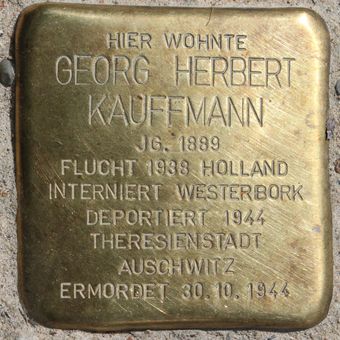 HIER WOHNTE
GEORG HERBERT
KAUFFMANN
JG. 1889
FLUCHT 1938 HOLLAND
INTERNIERT WESTERBORK
DEPORTIERT 1944
THERESIENSTADT
AUSCHWITZ
ERMORDET 30.10.1944